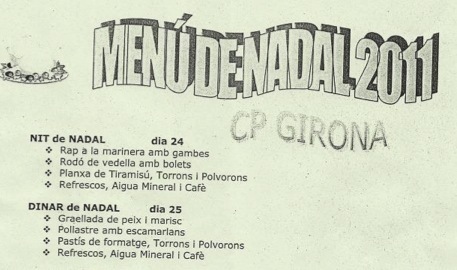 MENÚ DE NADAL 2011
CP GIRONA
NIT de NADAL dia 24
❖ Rap a la marinera amb gambes
❖ Rodó de vedella amb bolets
❖ Planxa de Tiramisú, Torrons i Polvorons
❖ Refrescos, Aigua Mineral i Cafè
DINAR de NADAL dia 25
❖ Graellada de peix i marisc
❖ Pollastre amb escamarlans
❖ Pastís de formatge, Torrons i Polvorons
❖ Refrescos, Aigua Mineral i Cafè